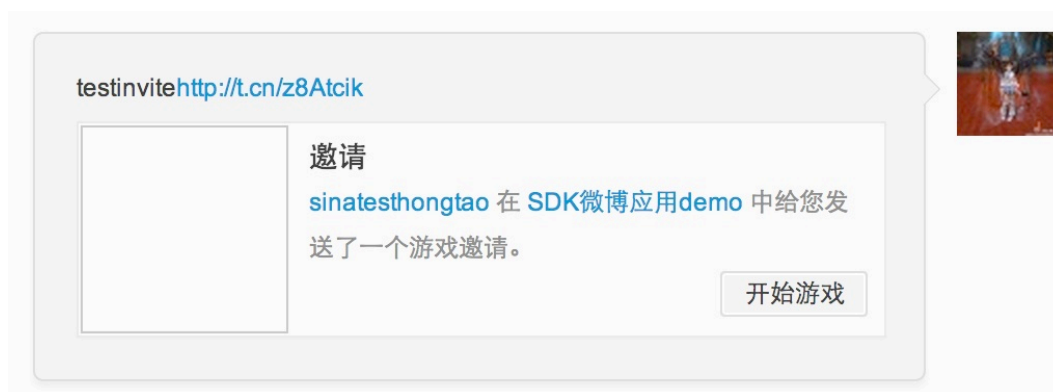 testinvitehttp://t.cn/z8Atcik
邀请
sinatesthongtao 在 SDK微博应用demo 中给您发
送了一个游戏邀请。
开始游戏